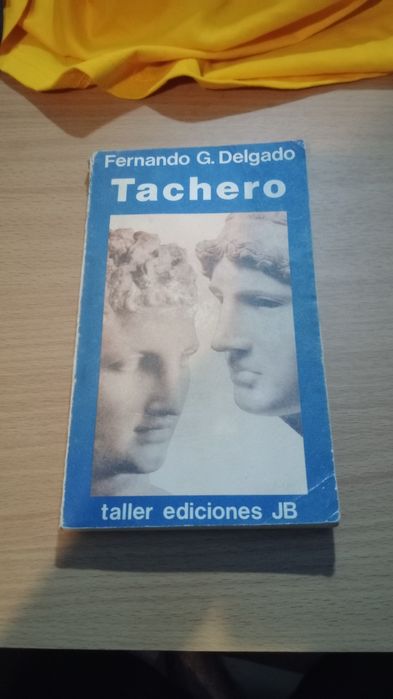 Fernando G. Delgado
Tachero
taller ediciones JB